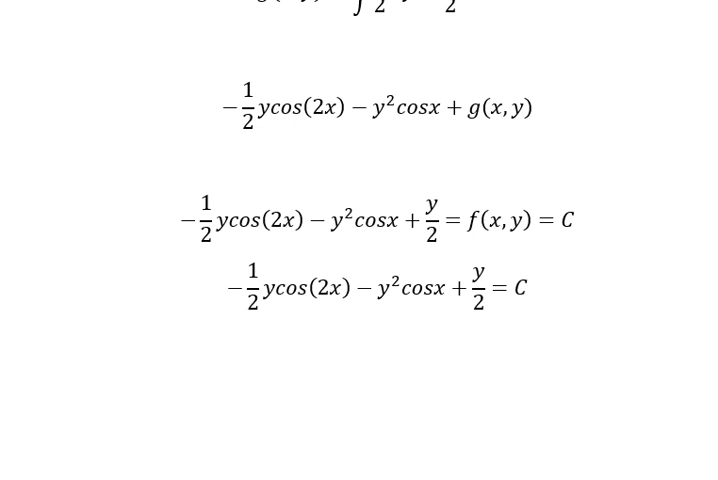 −1/2 ycos(2x) − y²cosx + g(x, y)
−1/2 ycos(2x) − y²cosx + y/2 = f(x, y) = C
−1/2 ycos(2x) − y²cosx + y/2 = C